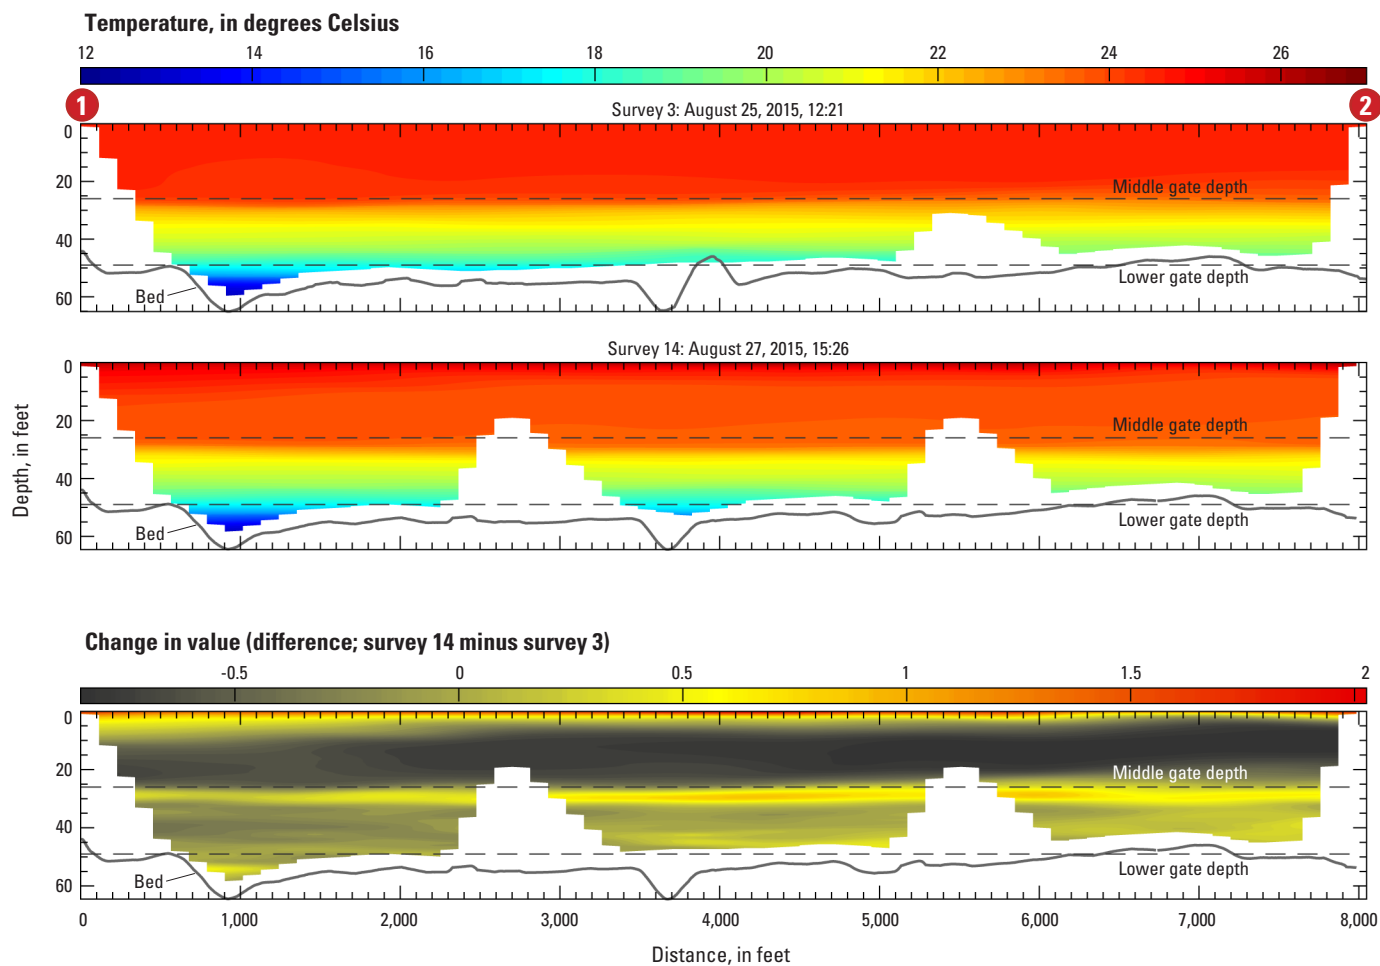 Temperature, in degrees Celsius
12 14 16 18 20 22 24 26
1 2
Survey 3: August 25, 2015, 12:21
0
20
40
60
Middle gate depth
Lower gate depth
Bed
Survey 14: August 27, 2015, 15:26
0
20
40
60
Middle gate depth
Lower gate depth
Bed
Depth, in feet
Change in value (difference; survey 14 minus survey 3)
-0.5 0 0.5 1 1.5 2
0
20
40
60
Middle gate depth
Lower gate depth
Bed
0 1,000 2,000 3,000 4,000 5,000 6,000 7,000 8,000
Distance, in feet